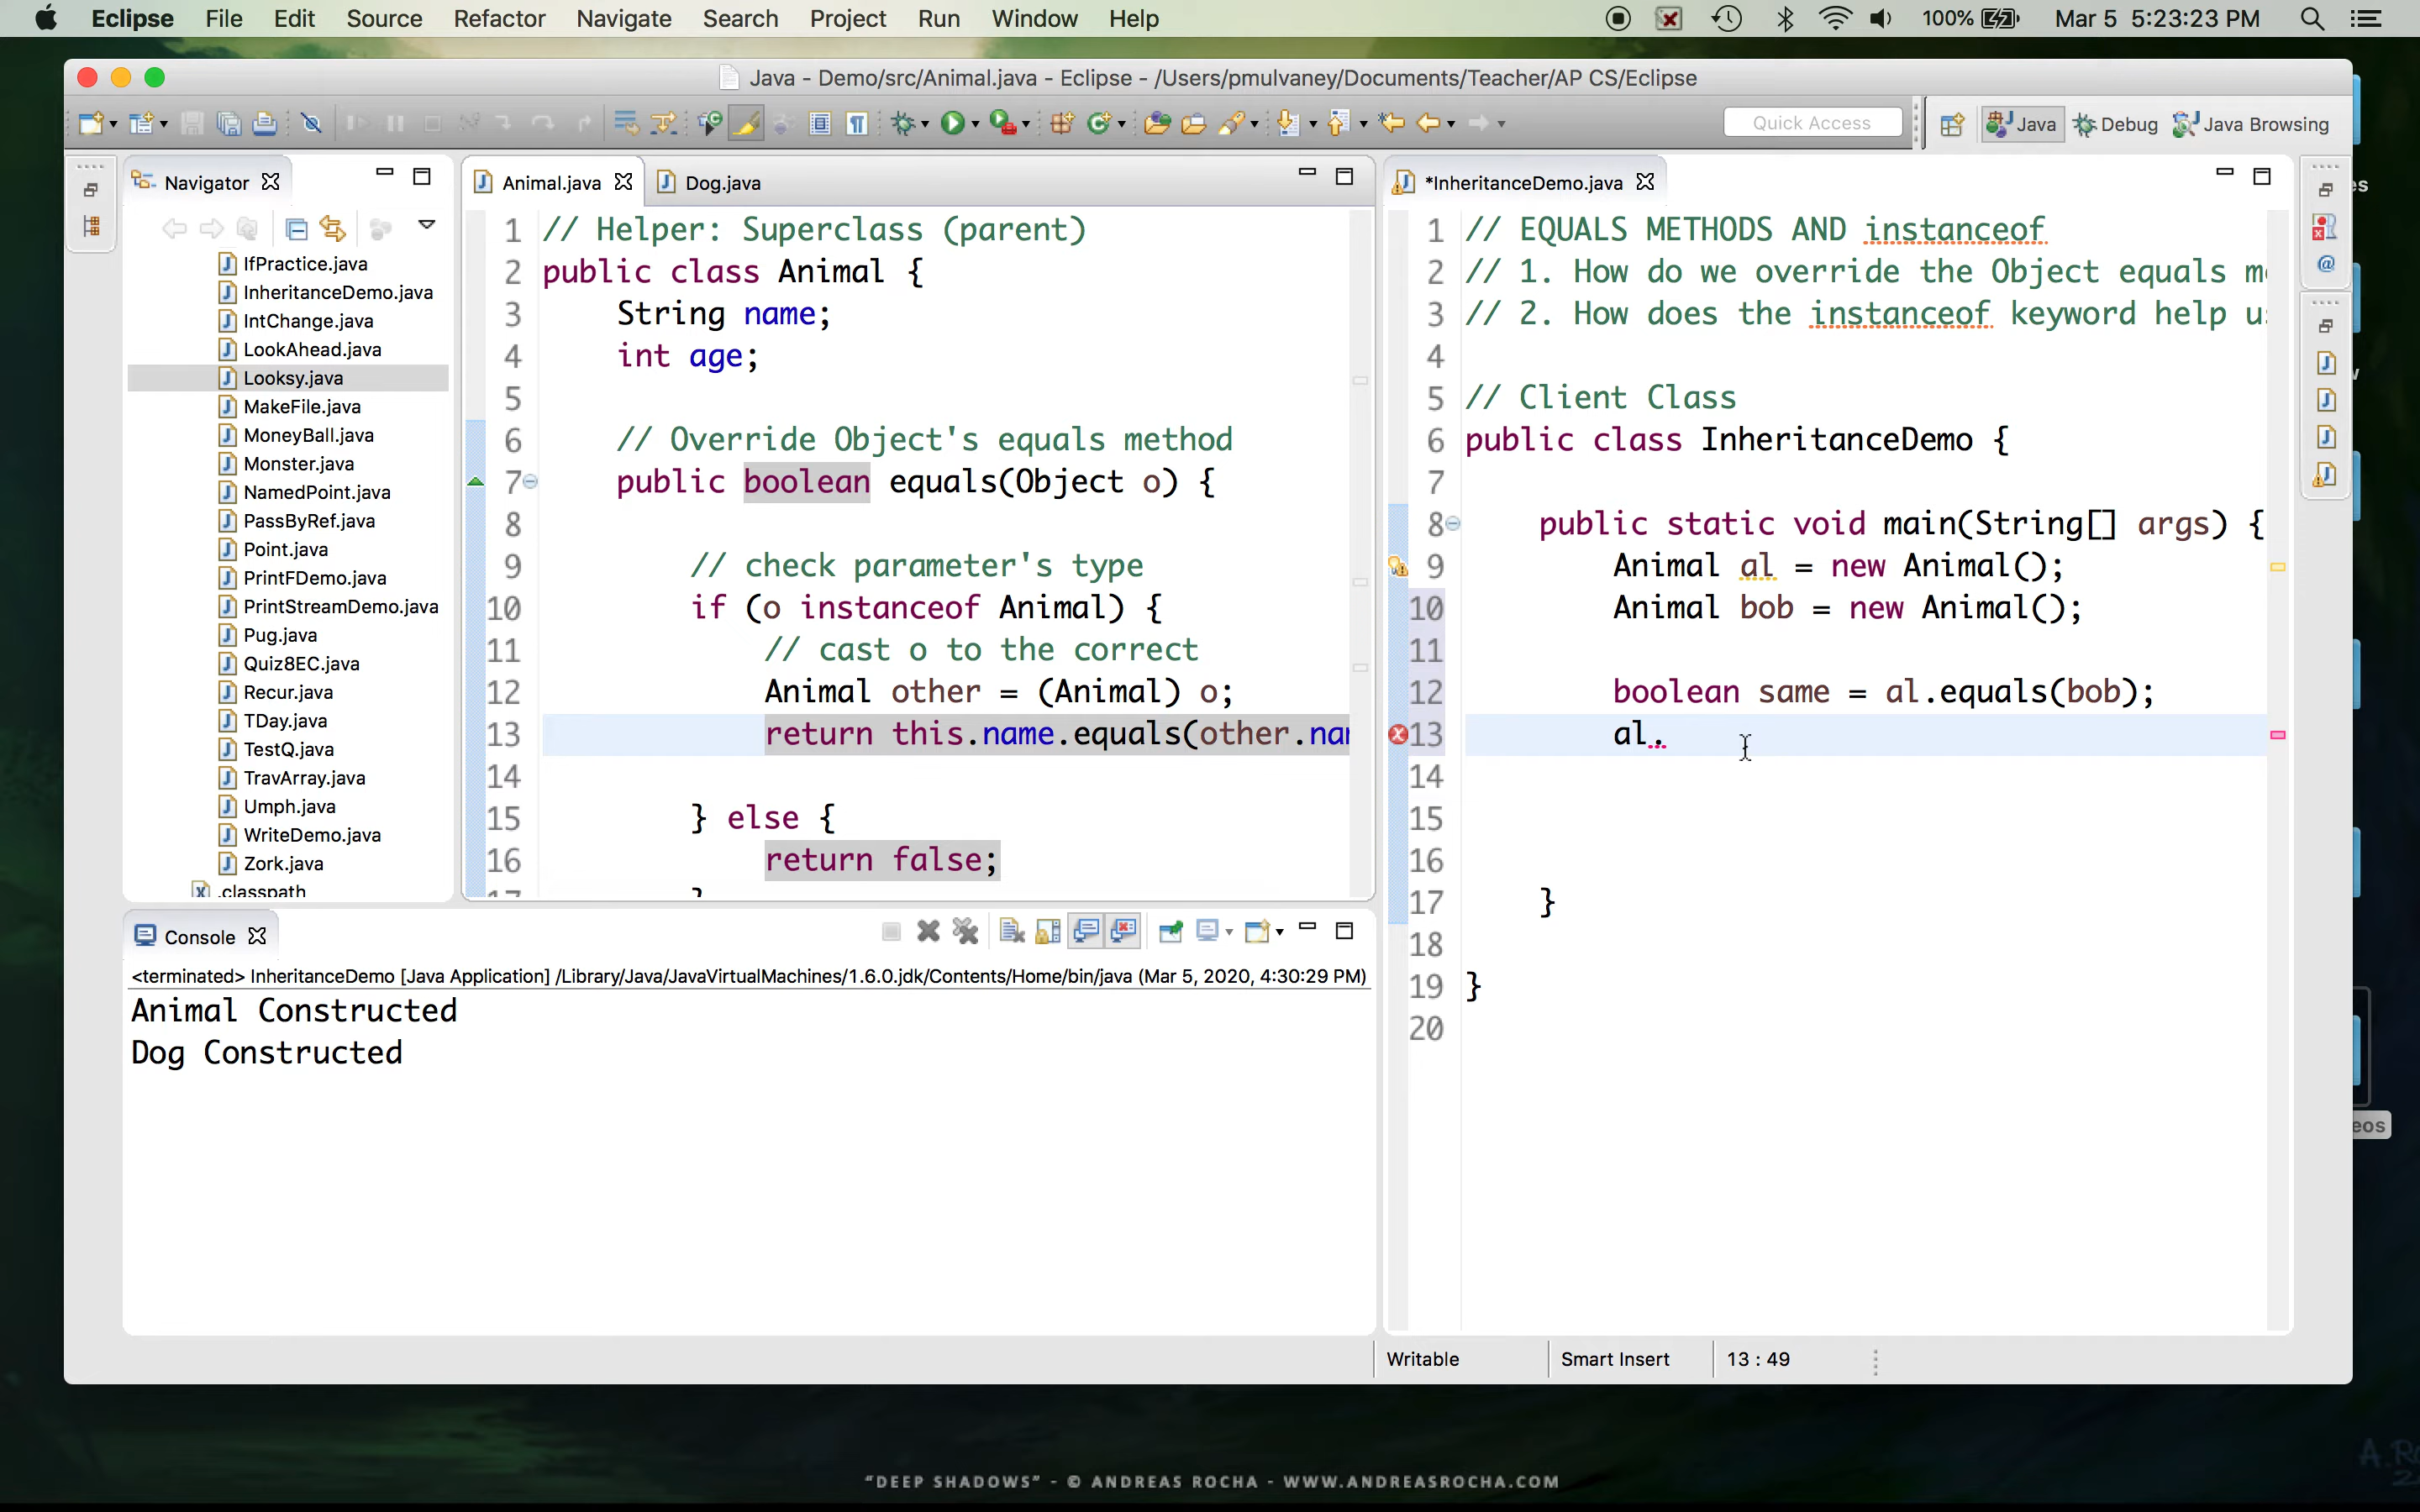 Eclipse File Edit Source Refactor Navigate Search Project Run Window Help 100% Mar 5 5:23:23 PM
Java - Demo/src/Animal.java - Eclipse - /Users/pmulvaney/Documents/Teacher/AP CS/Eclipse
Quick Access Java Debug Java Browsing
Navigator
IfPractice.java
InheritanceDemo.java
IntChange.java
LookAhead.java
Looksy.java
MakeFile.java
MoneyBall.java
Monster.java
NamedPoint.java
PassByRef.java
Point.java
PrintFDemo.java
PrintStreamDemo.java
Pug.java
Quiz8EC.java
Recur.java
TDay.java
TestQ.java
TravArray.java
Umph.java
WriteDemo.java
Zork.java
.classpath
Animal.java Dog.java
1 // Helper: Superclass (parent)
2 public class Animal {
3 String name;
4 int age;
5
6 // Override Object's equals method
7 public boolean equals(Object o) {
8
9 // check parameter's type
10 if (o instanceof Animal) {
11 // cast o to the correct
12 Animal other = (Animal) o;
13 return this.name.equals(other.nam
14
15 } else {
16 return false;
17 }
*InheritanceDemo.java
1 // EQUALS METHODS AND instanceof
2 // 1. How do we override the Object equals m
3 // 2. How does the instanceof keyword help u
4
5 // Client Class
6 public class InheritanceDemo {
7
8 public static void main(String[] args) {
9 Animal al = new Animal();
10 Animal bob = new Animal();
11
12 boolean same = al.equals(bob);
13 al.
14
15
16
17 }
18
19 }
20
Console
<terminated> InheritanceDemo [Java Application] /Library/Java/JavaVirtualMachines/1.6.0.jdk/Contents/Home/bin/java (Mar 5, 2020, 4:30:29 PM)
Animal Constructed
Dog Constructed
Writable Smart Insert 13 : 49
es
eos
"DEEP SHADOWS" - © ANDREAS ROCHA - WWW.ANDREASROCHA.COM